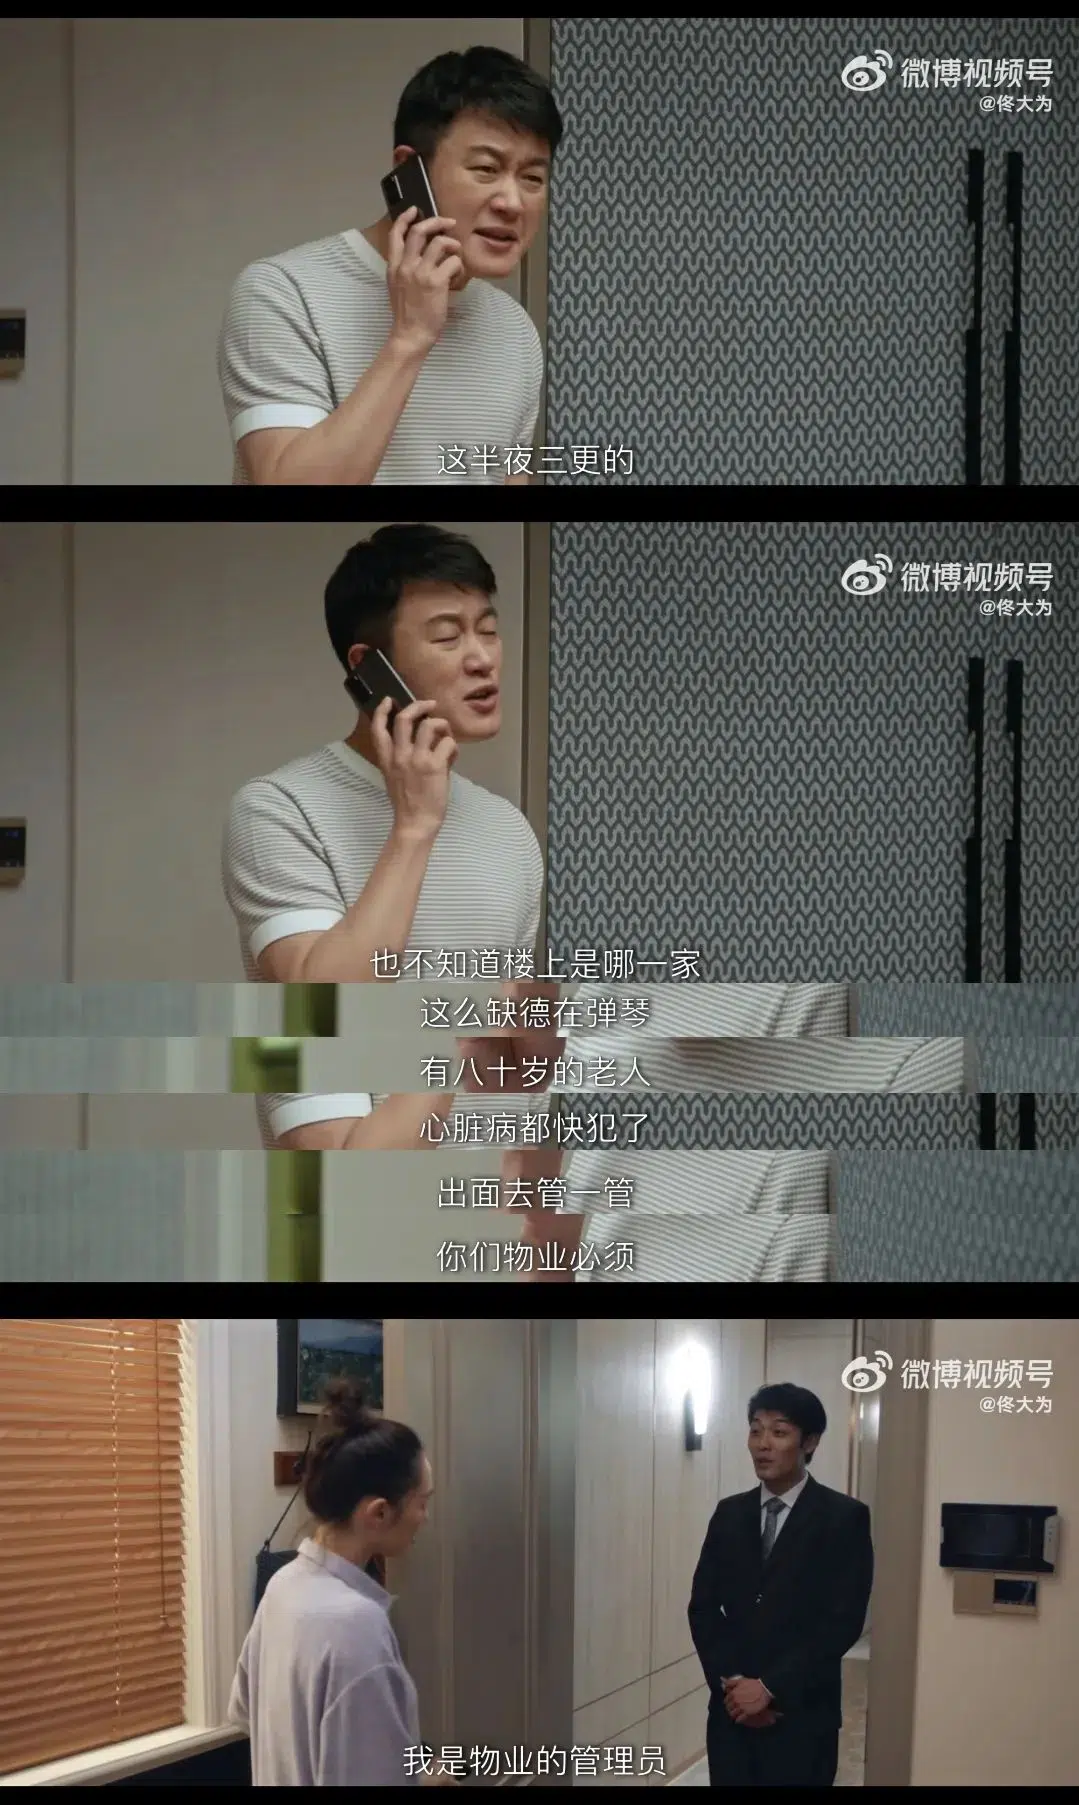 微博视频号
@佟大为
这半夜三更的
微博视频号
@佟大为
也不知道楼上是哪一家
这么缺德在弹琴
有八十岁的老人
心脏病都快犯了
出面去管一管
你们物业必须
微博视频号
@佟大为
我是物业的管理员